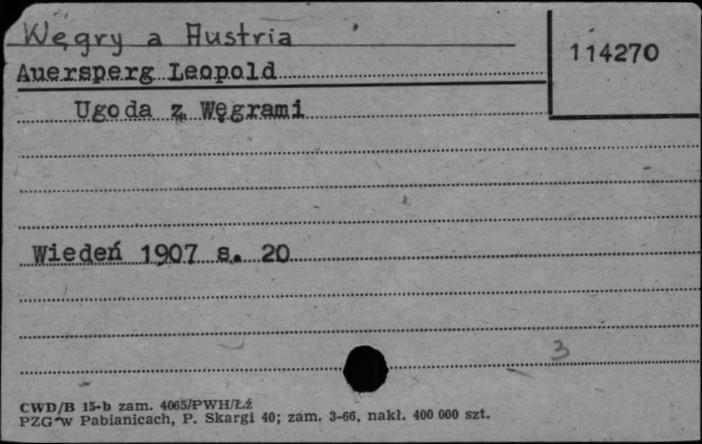 Węgry a Austria
114270
Auersperg Leopold
Ugoda z Węgrami
Wiedeń 1907 s. 20
3
CWD/B 15-b zam. 4065/PWH/Łź
PZG w Pabianicach, P. Skargi 40; zam. 3-66, nakł. 400 000 szt.